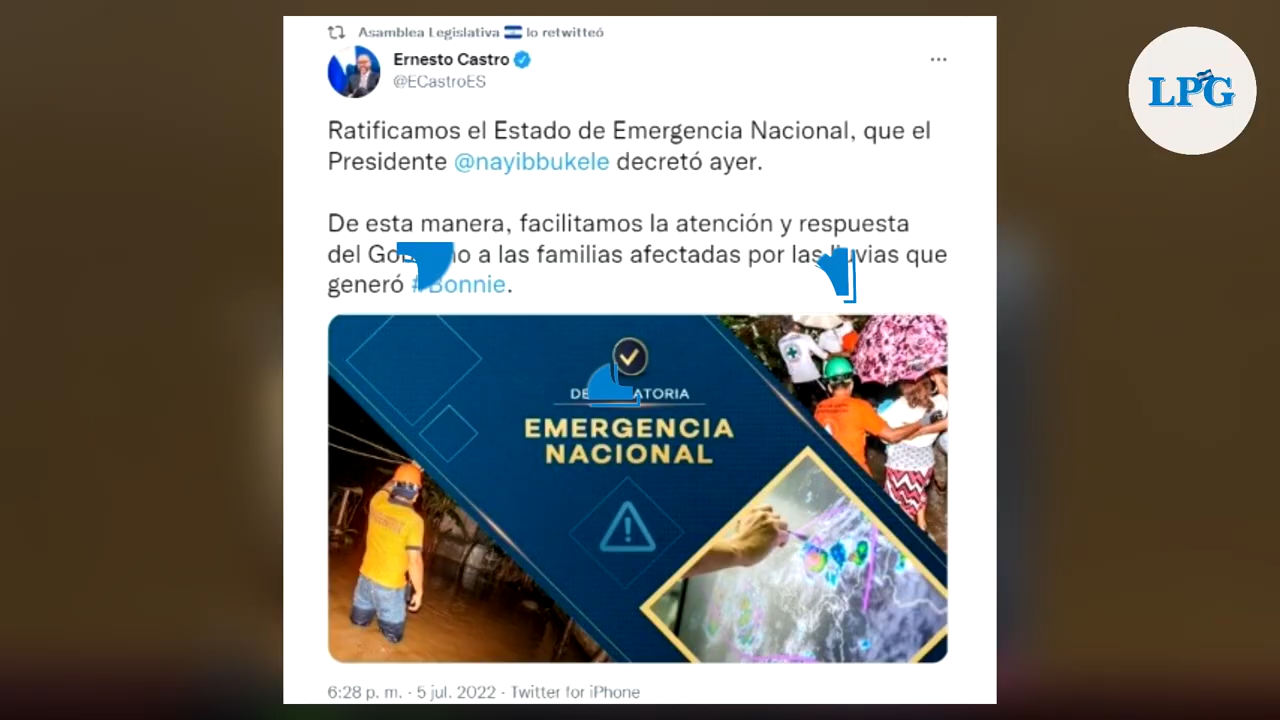 Asamblea Legislativa lo retwitteó
Ernesto Castro
@ECastroES
LPG
Ratificamos el Estado de Emergencia Nacional, que el
Presidente @nayibbukele decretó ayer.
De esta manera, facilitamos la atención y respuesta
del a las familias afectadas por las que
generó #Bonnie.
EMERGENCIA
NACIONAL
6:28 p. m. · 5 jul. 2022 · Twitter for iPhone